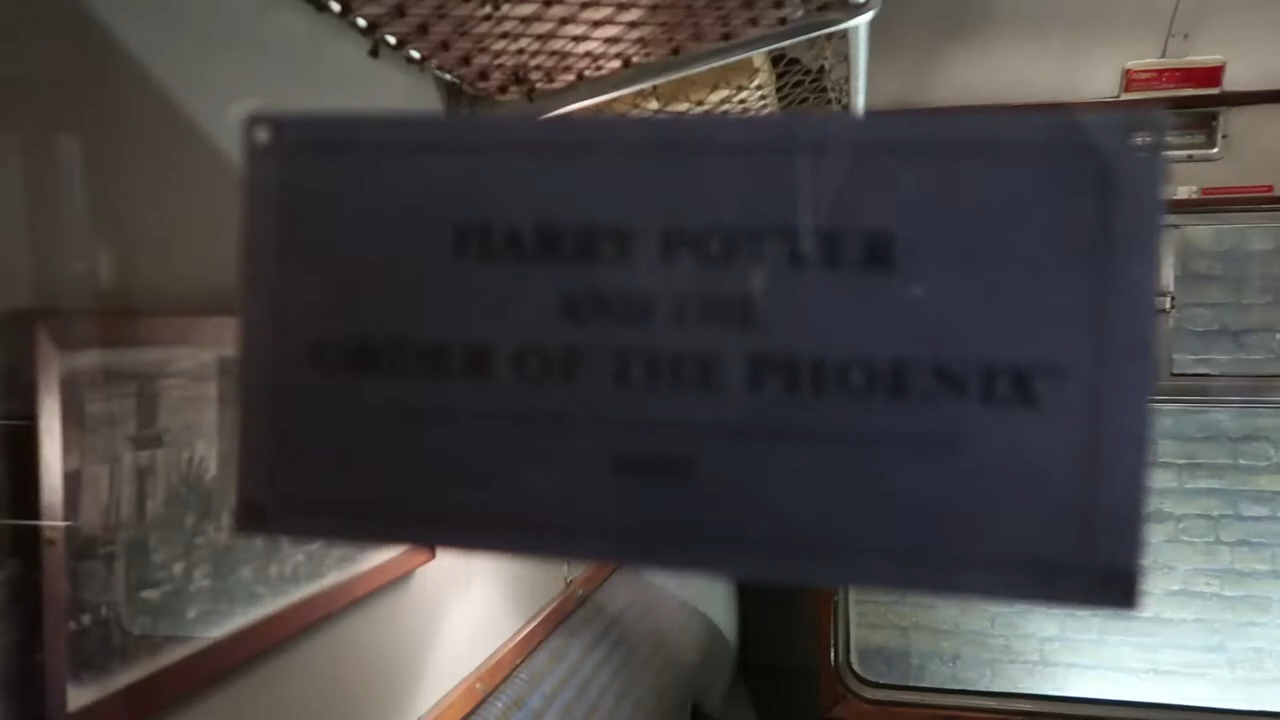 HARRY POTTER
AND THE
ORDER OF THE PHOENIX